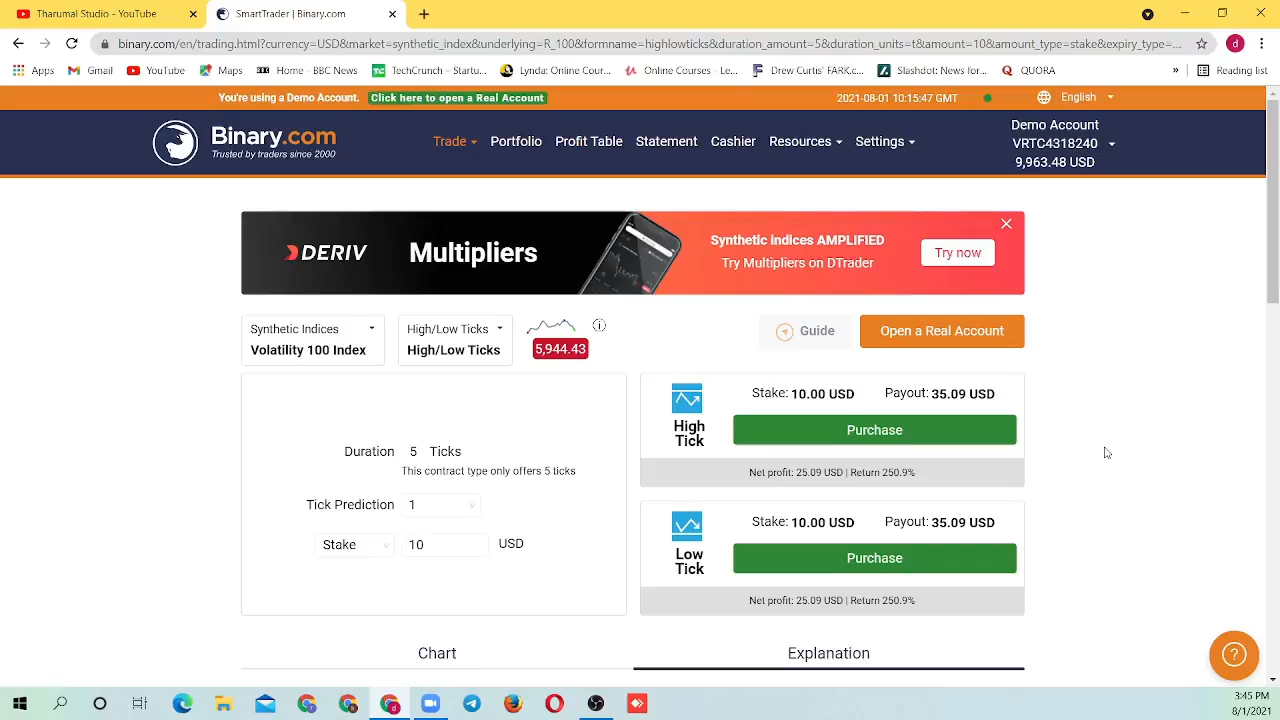 Tharumal Studio - YouTube
SmartTrader | Binary.com
binary.com/en/trading.html?currency=USD&market=synthetic_index&underlying=R_100&formname=highlowticks&duration_amount=5&duration_units=t&amount=10&amount_type=stake&expiry_type=...
d
Apps
Gmail
YouTube
Maps
BBC
Home - BBC News
TechCrunch - Startu...
Lynda: Online Cour...
Online Courses - Le...
Drew Curtis' FARK.c...
Slashdot: News for...
QUORA
»
Reading list
You're using a Demo Account.
Click here to open a Real Account
2021-08-01 10:15:47 GMT
English
Binary.com
Trusted by traders since 2000
Trade
Portfolio
Profit Table
Statement
Cashier
Resources
Settings
Demo Account
VRTC4318240
9,963.48 USD
DERIV
Multipliers
Synthetic Indices AMPLIFIED
Try Multipliers on DTrader
Try now
Synthetic Indices
Volatility 100 Index
High/Low Ticks
High/Low Ticks
5,944.43
Guide
Open a Real Account
Duration 5 Ticks
This contract type only offers 5 ticks
Tick Prediction 1
Stake 10 USD
High
Tick
Stake: 10.00 USD Payout: 35.09 USD
Purchase
Net profit: 25.09 USD | Return 250.9%
Low
Tick
Stake: 10.00 USD Payout: 35.09 USD
Purchase
Net profit: 25.09 USD | Return 250.9%
Chart
Explanation
?
3:45 PM
8/1/2021